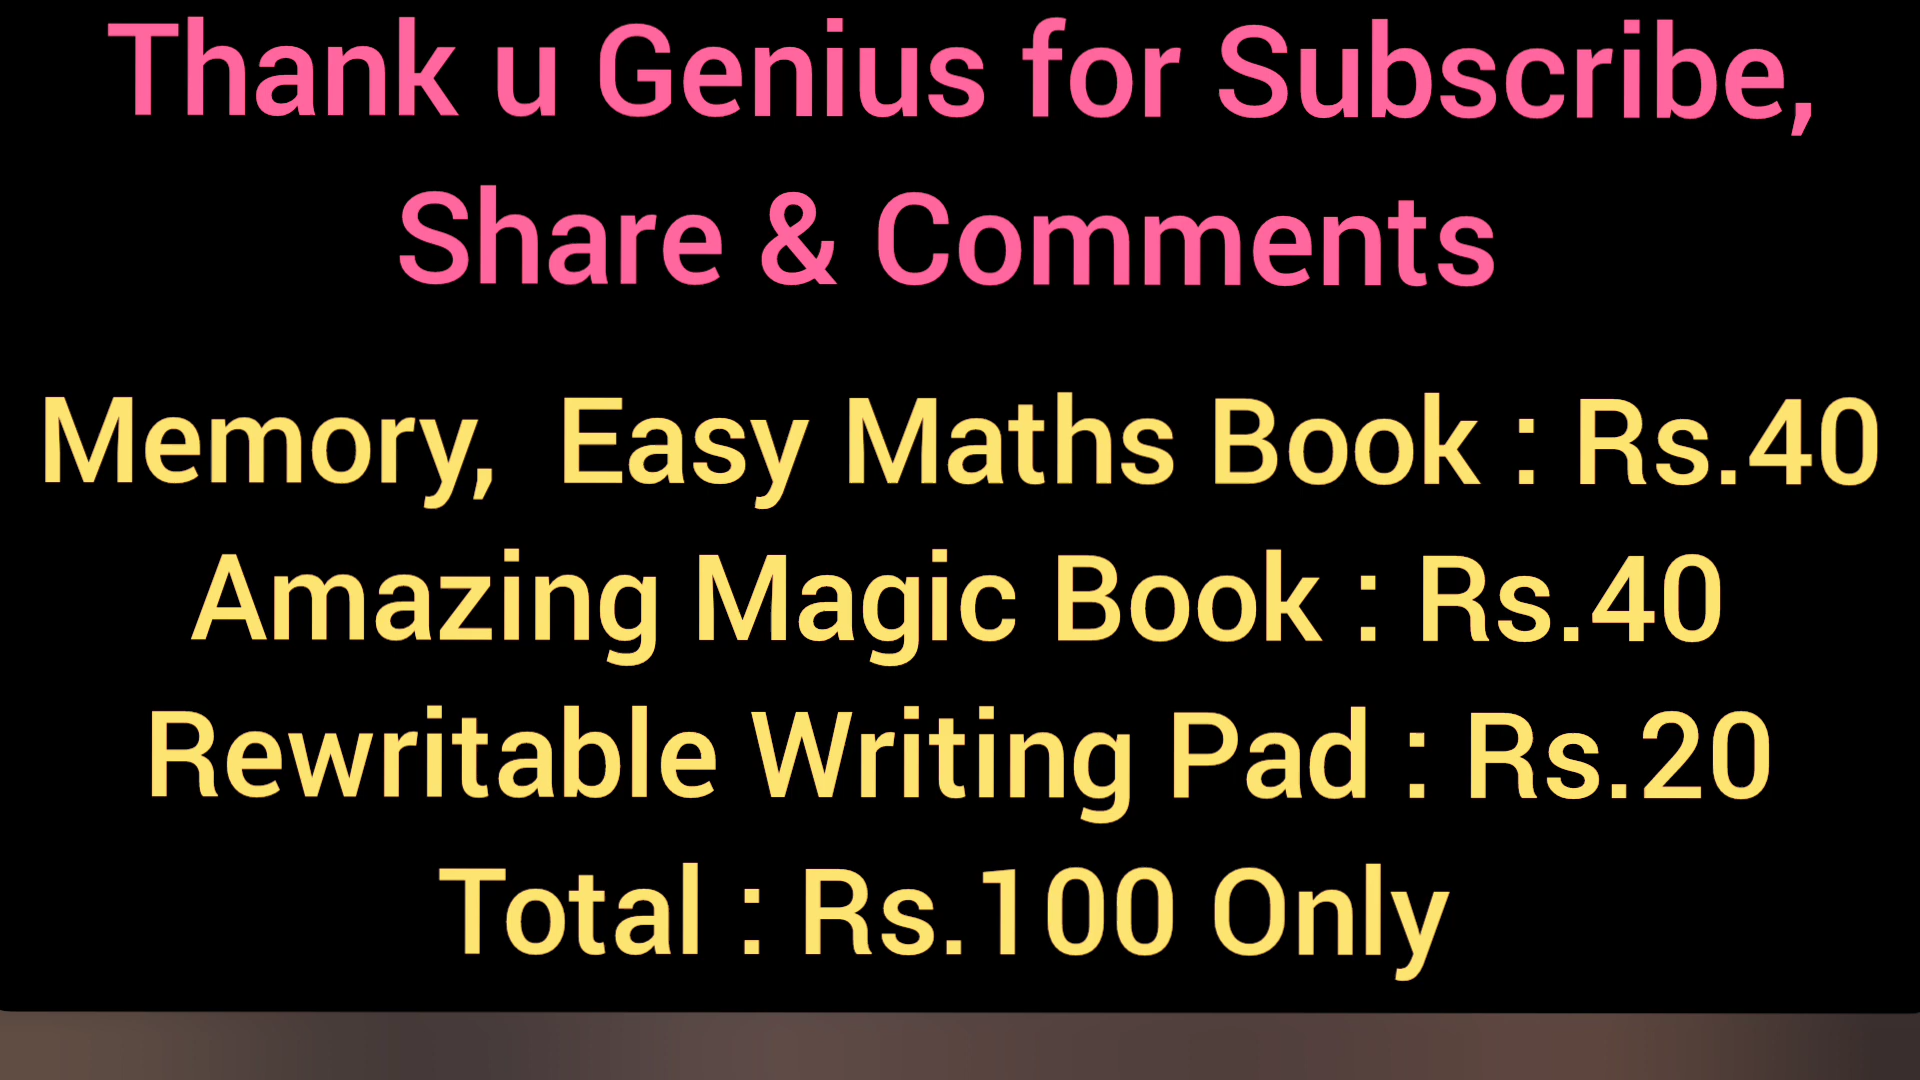 Thank u Genius for Subscribe,
Share & Comments
Memory, Easy Maths Book : Rs.40
Amazing Magic Book : Rs.40
Rewritable Writing Pad : Rs.20
Total : Rs.100 Only